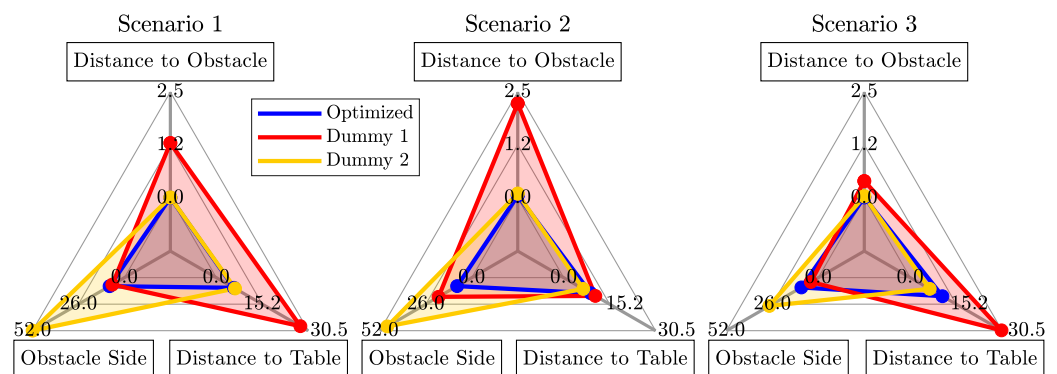 Scenario 1
Distance to Obstacle
2.5
1.2
0.0
0.0
0.0
26.0
15.2
52.0
30.5
Obstacle Side
Distance to Table
Optimized
Dummy 1
Dummy 2
Scenario 2
Distance to Obstacle
2.5
1.2
0.0
0.0
0.0
26.0
15.2
52.0
30.5
Obstacle Side
Distance to Table
Scenario 3
Distance to Obstacle
2.5
1.2
0.0
0.0
0.0
26.0
15.2
52.0
30.5
Obstacle Side
Distance to Table